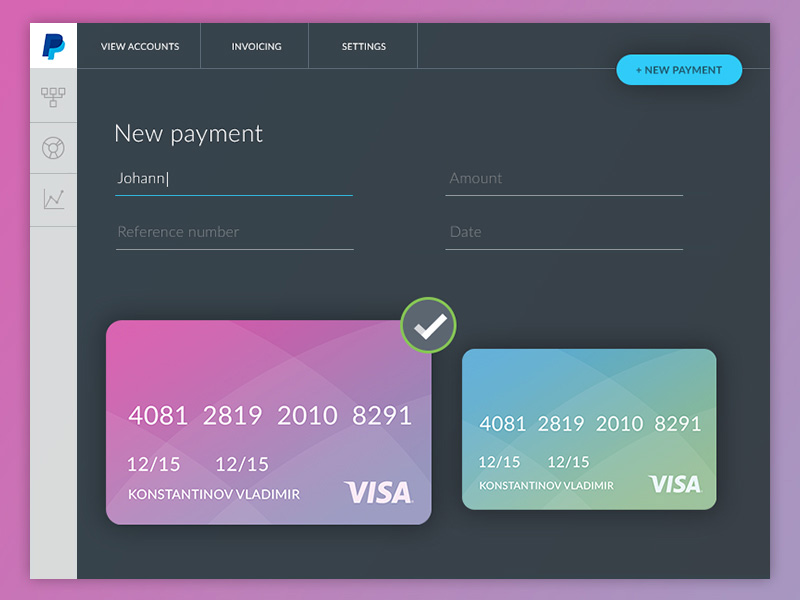 VIEW ACCOUNTS
INVOICING
SETTINGS
+ NEW PAYMENT
New payment
Johann
Amount
Reference number
Date
4081 2819 2010 8291
12/15 12/15
KONSTANTINOV VLADIMIR
VISA
4081 2819 2010 8291
12/15 12/15
KONSTANTINOV VLADIMIR
VISA